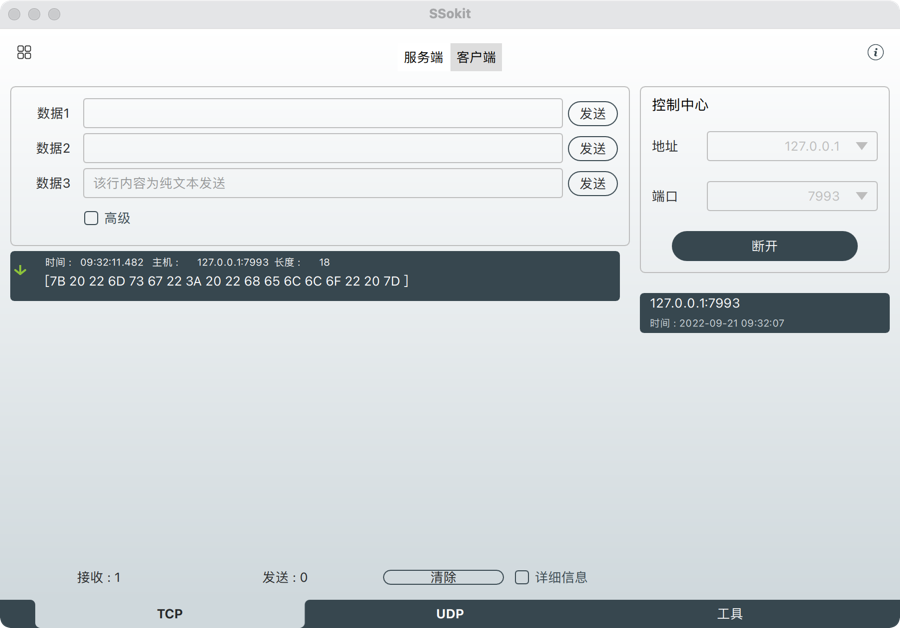 SSokit
服务端 客户端
数据1 发送
数据2 发送
数据3 该行内容为纯文本发送 发送
高级
控制中心
地址 127.0.0.1
端口 7993
断开
时间： 09:32:11.482 主机： 127.0.0.1:7993 长度： 18
[7B 20 22 6D 73 67 22 3A 20 22 68 65 6C 6C 6F 22 20 7D ]
127.0.0.1:7993
时间 : 2022-09-21 09:32:07
接收 : 1 发送 : 0 清除 详细信息
TCP UDP 工具